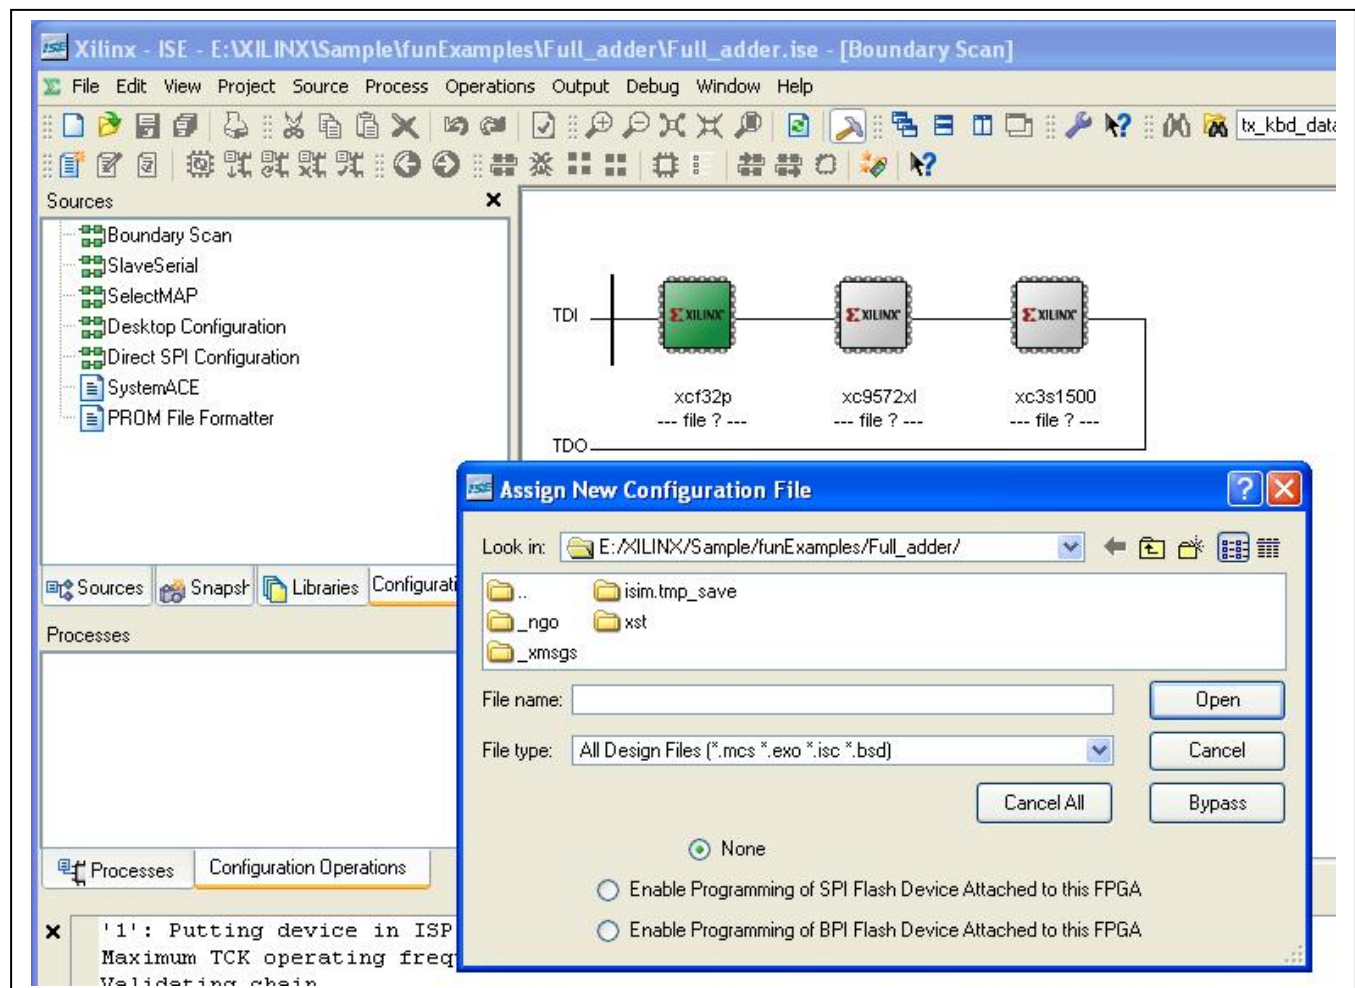 Xilinx - ISE - E:\XILINX\Sample\funExamples\Full_adder\Full_adder.ise - [Boundary Scan]
File Edit View Project Source Process Operations Output Debug Window Help
tx_kbd_data
Sources
Boundary Scan
SlaveSerial
SelectMAP
Desktop Configuration
Direct SPI Configuration
SystemACE
PROM File Formatter
TDI
XILINX XILINX XILINX
xcf32p xc9572xl xc3s1500
--- file ? --- --- file ? --- --- file ? ---
TDO
Sources Snapsh Libraries Configurati
Processes
Processes Configuration Operations
'1': Putting device in ISP
Maximum TCK operating freq
Validating chain
ISE Assign New Configuration File
Look in: E:/XILINX/Sample/funExamples/Full_adder/
.. isim.tmp_save
_ngo xst
_xmsgs
File name: Open
File type: All Design Files (*.mcs *.exo *.isc *.bsd) Cancel
Cancel All Bypass
None
Enable Programming of SPI Flash Device Attached to this FPGA
Enable Programming of BPI Flash Device Attached to this FPGA